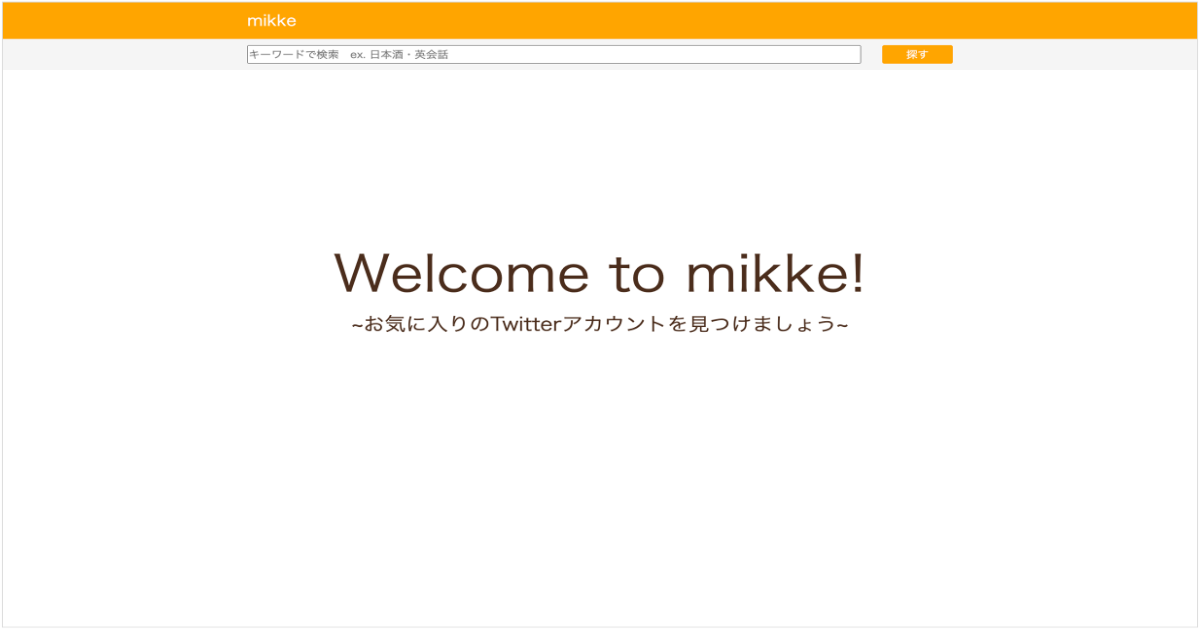 mikke
キーワードで検索　ex. 日本酒・英会話
探す
Welcome to mikke!
~お気に入りのTwitterアカウントを見つけましょう~